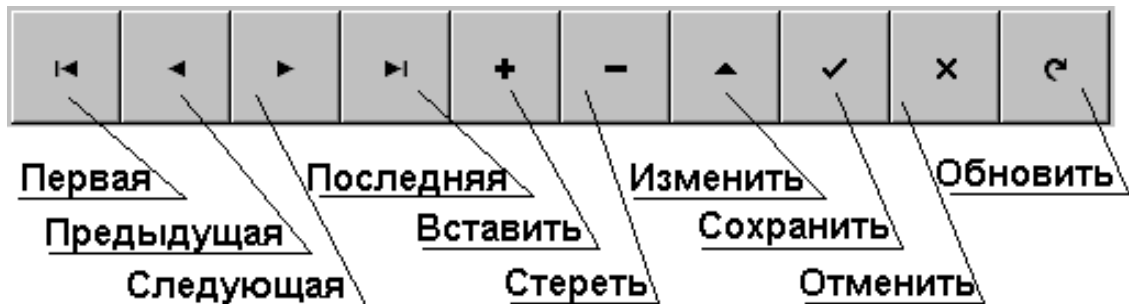 Первая
Последняя
Изменить
Обновить
Предыдущая
Вставить
Сохранить
Следующая
Стереть
Отменить